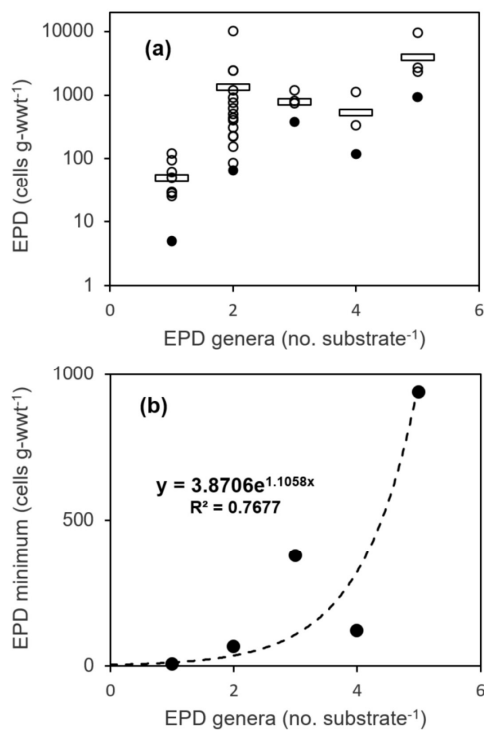 (a)
EPD (cells g-wwt⁻¹)
10000
1000
100
10
1
0 2 4 6
EPD genera (no. substrate⁻¹)
(b)
EPD minimum (cells g-wwt⁻¹)
1000
500
0
y = 3.8706e¹·¹⁰⁵⁸ˣ
R² = 0.7677
0 2 4 6
EPD genera (no. substrate⁻¹)